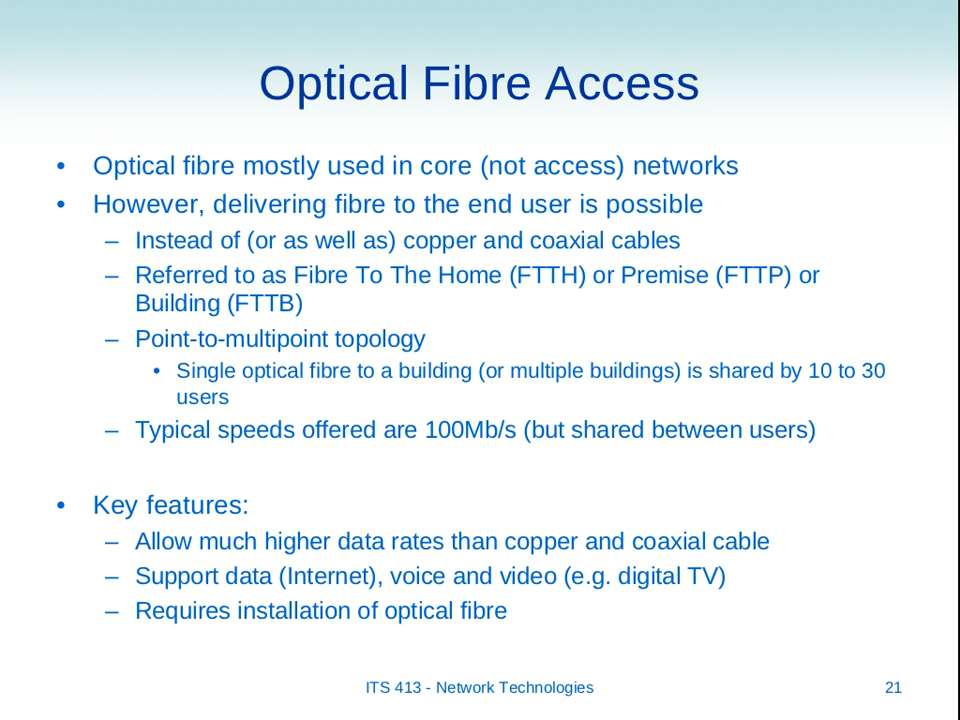 Optical Fibre Access
• Optical fibre mostly used in core (not access) networks
• However, delivering fibre to the end user is possible
– Instead of (or as well as) copper and coaxial cables
– Referred to as Fibre To The Home (FTTH) or Premise (FTTP) or
Building (FTTB)
– Point-to-multipoint topology
• Single optical fibre to a building (or multiple buildings) is shared by 10 to 30
users
– Typical speeds offered are 100Mb/s (but shared between users)
• Key features:
– Allow much higher data rates than copper and coaxial cable
– Support data (Internet), voice and video (e.g. digital TV)
– Requires installation of optical fibre
ITS 413 - Network Technologies
21